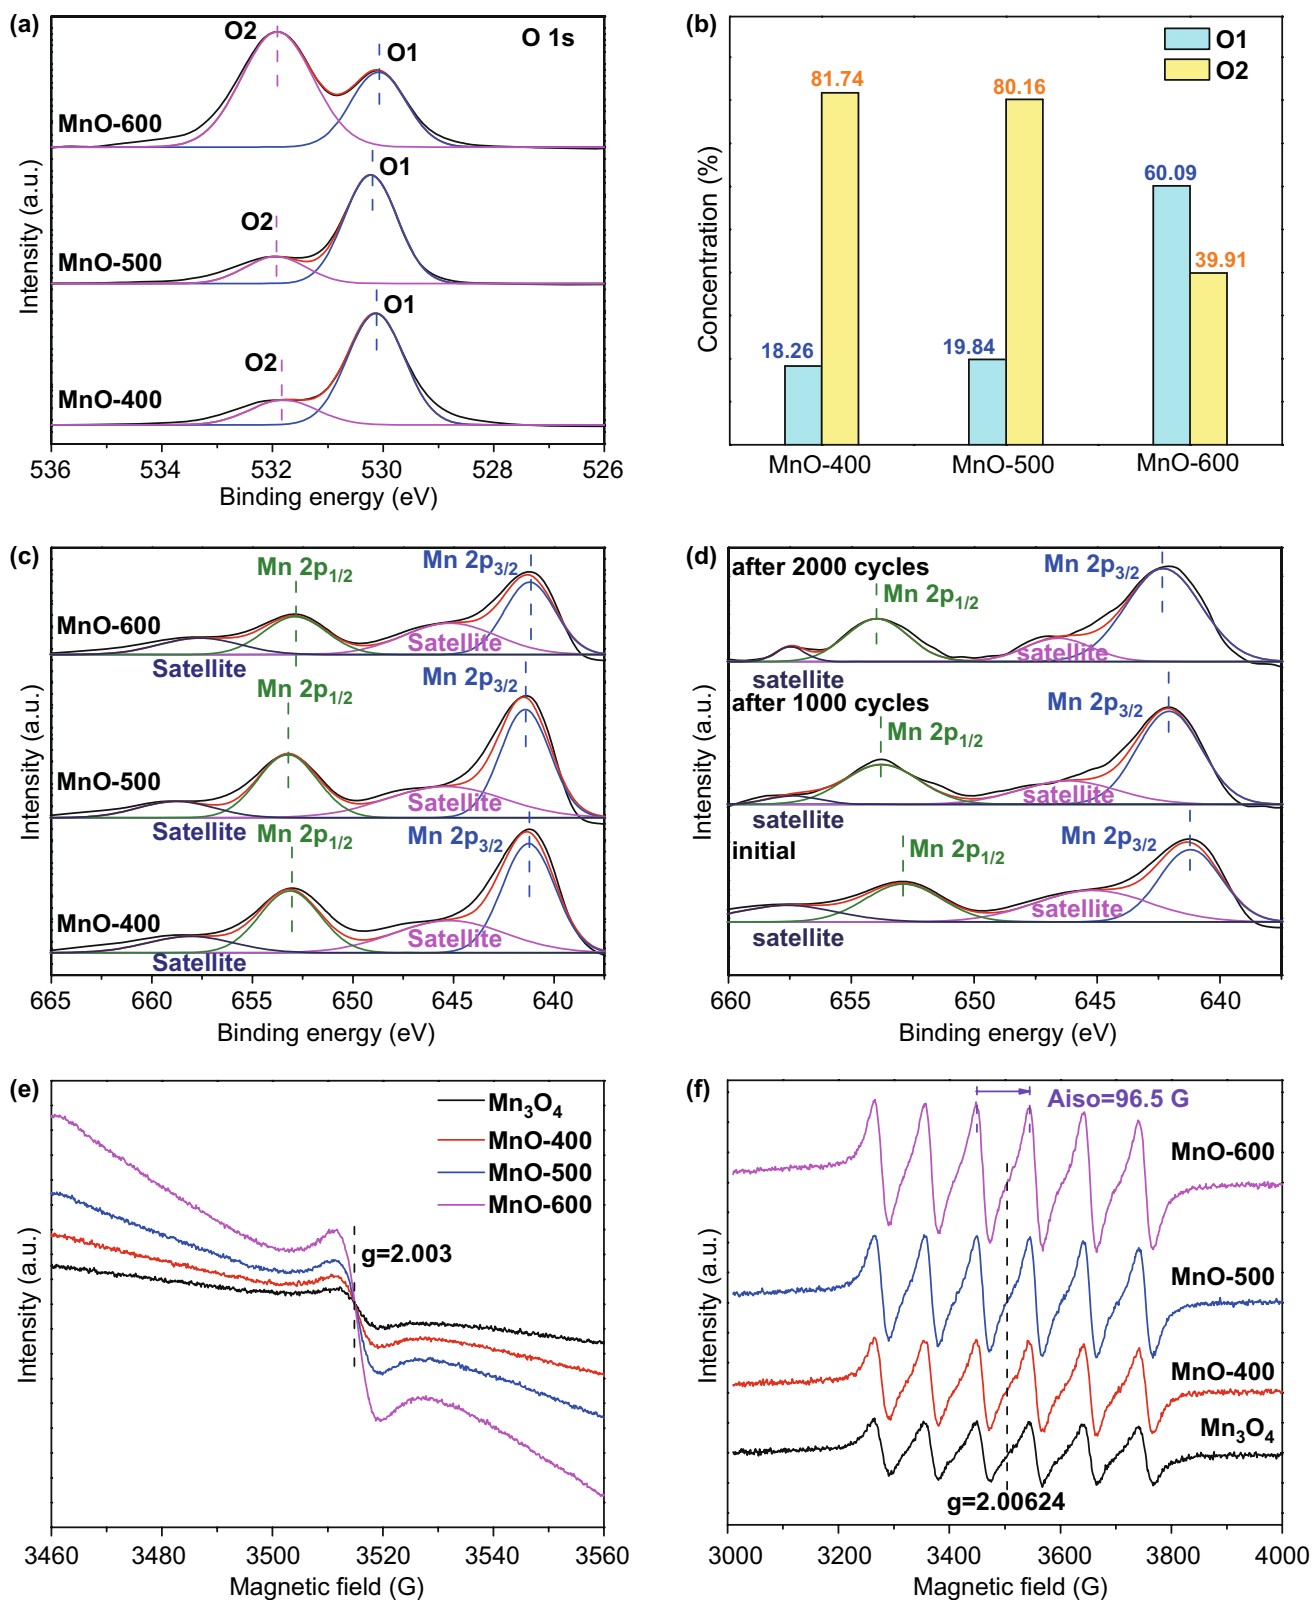 (a)
O 1s
O2
O1
MnO-600
O1
O2
MnO-500
O1
O2
MnO-400
Intensity (a.u.)
536 534 532 530 528 526
Binding energy (eV)
(b)
O1
O2
81.74
80.16
60.09
39.91
18.26
19.84
Concentration (%)
MnO-400 MnO-500 MnO-600
(c)
Mn 2p1/2
Mn 2p3/2
MnO-600
Satellite
Satellite
Mn 2p1/2
Mn 2p3/2
MnO-500
Satellite
Satellite
Mn 2p1/2
Mn 2p3/2
MnO-400
Satellite
Satellite
Intensity (a.u.)
665 660 655 650 645 640
Binding energy (eV)
(d)
after 2000 cycles
Mn 2p3/2
Mn 2p1/2
satellite
satellite
after 1000 cycles
Mn 2p3/2
Mn 2p1/2
satellite
satellite
initial
Mn 2p1/2
Mn 2p3/2
satellite
satellite
Intensity (a.u.)
660 655 650 645 640
Binding energy (eV)
(e)
Mn3O4
MnO-400
MnO-500
MnO-600
g=2.003
Intensity (a.u.)
3460 3480 3500 3520 3540 3560
Magnetic field (G)
(f)
Aiso=96.5 G
MnO-600
MnO-500
MnO-400
Mn3O4
g=2.00624
Intensity (a.u.)
3000 3200 3400 3600 3800 4000
Magnetic field (G)